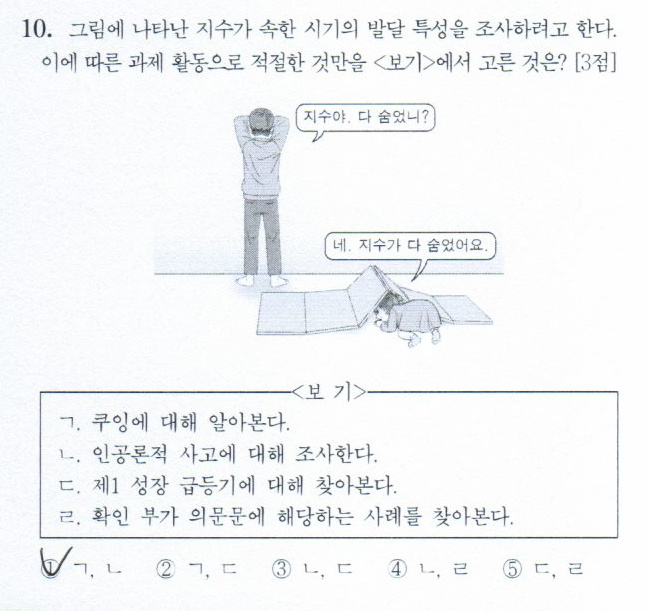 10. 그림에 나타난 지수가 속한 시기의 발달 특성을 조사하려고 한다.
이에 따른 과제 활동으로 적절한 것만을 <보기>에서 고른 것은? [3점]
지수야. 다 숨었니?
네. 지수가 다 숨었어요.
<보 기>
ㄱ. 쿠잉에 대해 알아본다.
ㄴ. 인공론적 사고에 대해 조사한다.
ㄷ. 제1 성장 급등기에 대해 찾아본다.
ㄹ. 확인 부가 의문문에 해당하는 사례를 찾아본다.
① ㄱ, ㄴ ② ㄱ, ㄷ ③ ㄴ, ㄷ ④ ㄴ, ㄹ ⑤ ㄷ, ㄹ